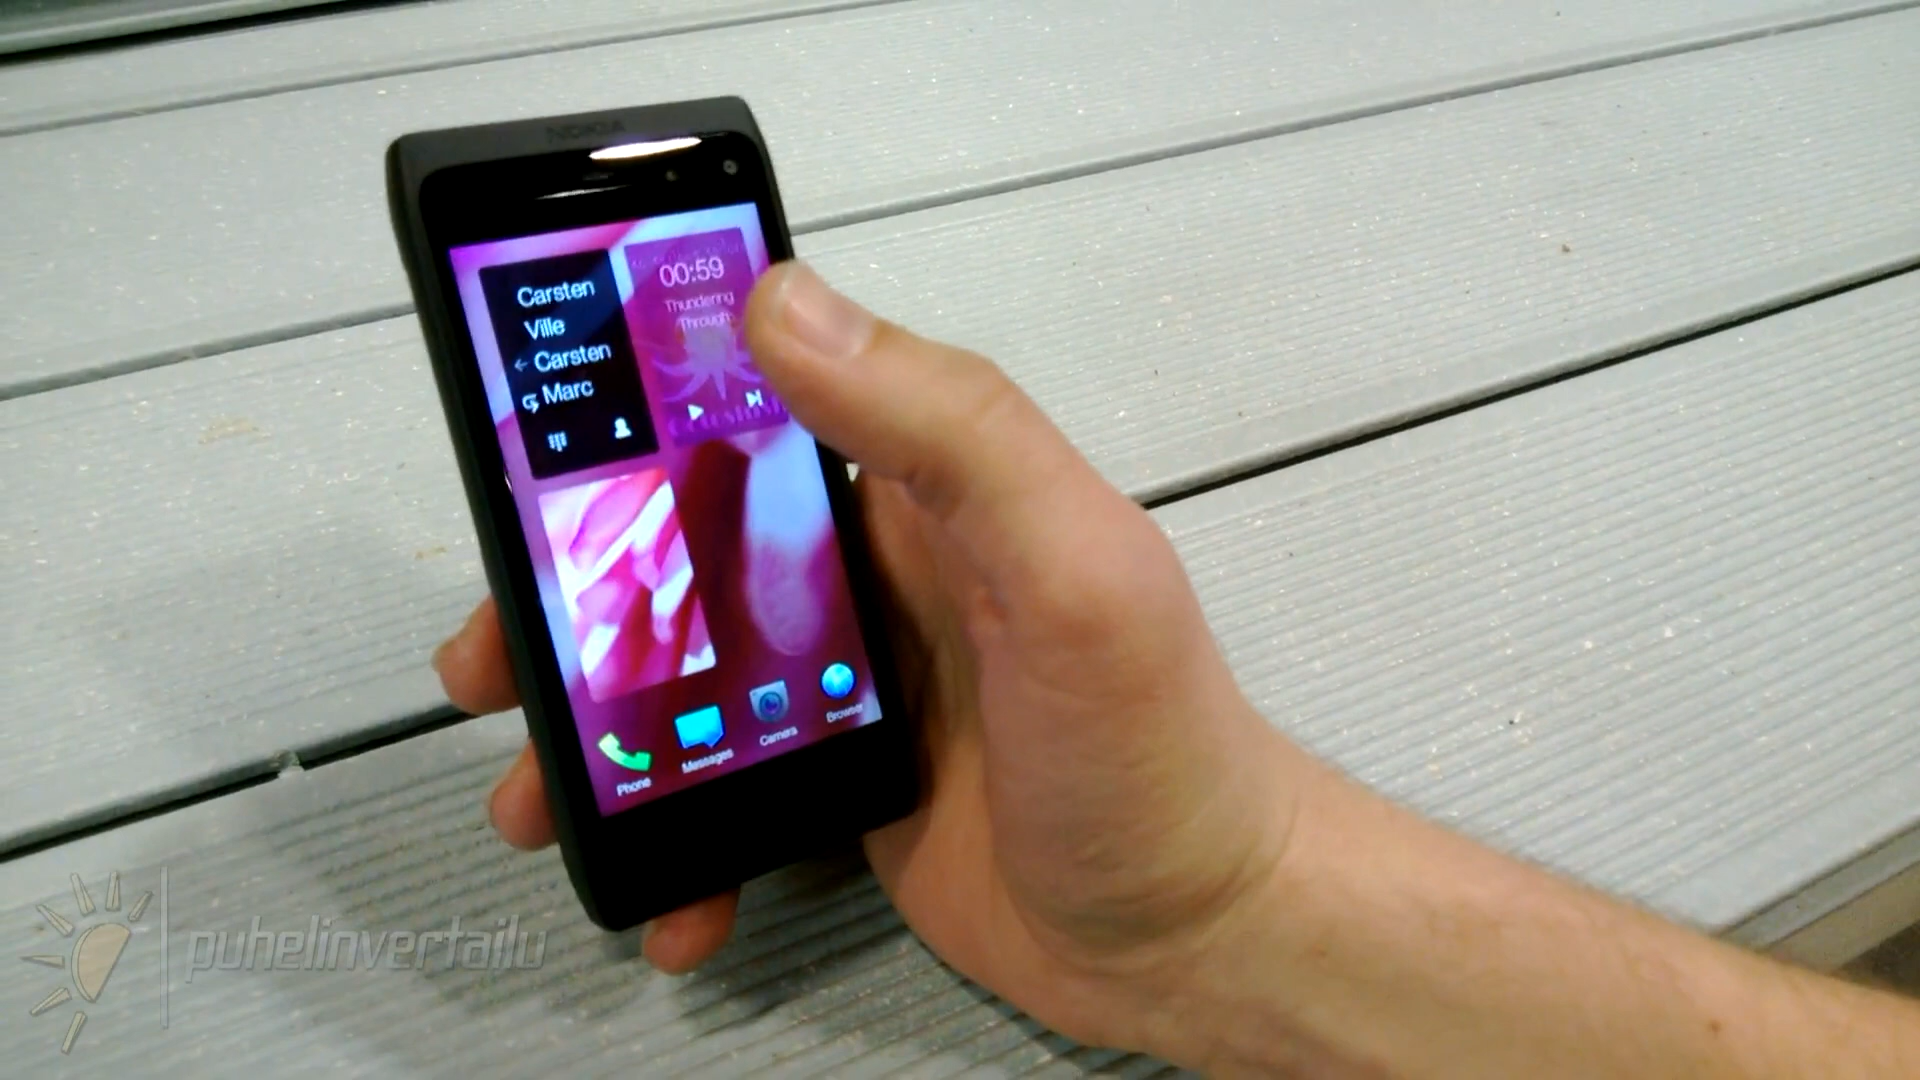 NOKIA
Carsten
Ville
Carsten
Marc
00:59
Thundering
Through
Phone
Messages
Camera
Browser
puhelinvertailu